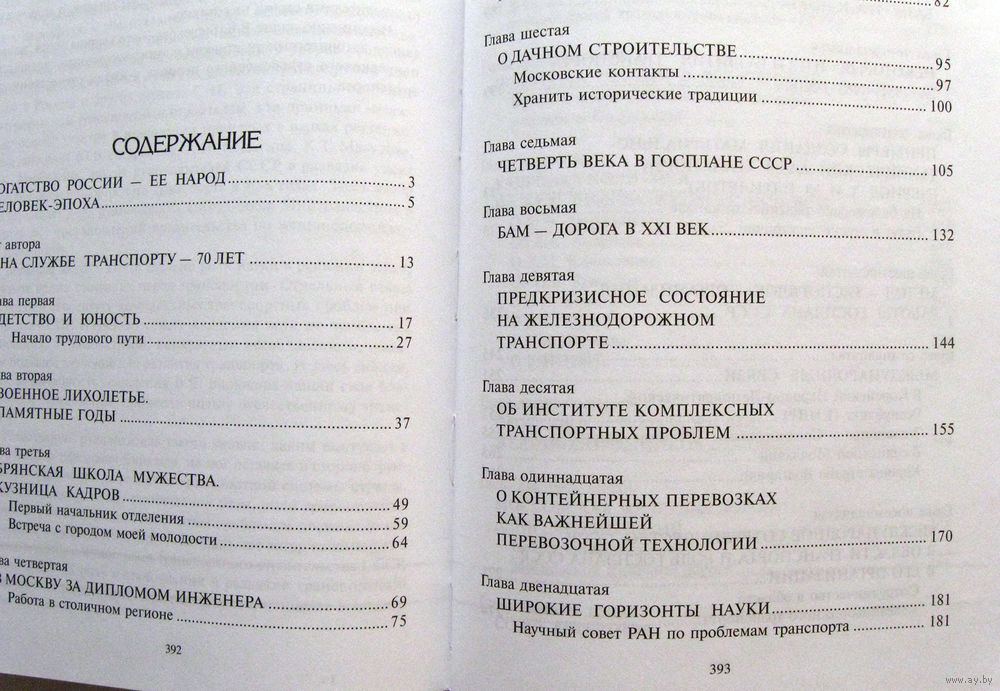 СОДЕРЖАНИЕ
ОГАТСТВО РОССИИ — ЕЕ НАРОД 3
ЕЛОВЕК-ЭПОХА 5
т автора
НА СЛУЖБЕ ТРАНСПОРТУ — 70 ЛЕТ 13
ава первая
ДЕТСТВО И ЮНОСТЬ 17
Начало трудового пути 27
ава вторая
ВОЕННОЕ ЛИХОЛЕТЬЕ.
ПАМЯТНЫЕ ГОДЫ 37
ва третья
БРЯНСКАЯ ШКОЛА МУЖЕСТВА.
КУЗНИЦА КАДРОВ 49
Первый начальник отделения 59
Встреча с городом моей молодости 64
ва четвертая
В МОСКВУ ЗА ДИПЛОМОМ ИНЖЕНЕРА 69
Работа в столичном регионе 75
392
82
Глава шестая
О ДАЧНОМ СТРОИТЕЛЬСТВЕ 95
Московские контакты 97
Хранить исторические традиции 100
Глава седьмая
ЧЕТВЕРТЬ ВЕКА В ГОСПЛАНЕ СССР 105
Глава восьмая
БАМ — ДОРОГА В XXI ВЕК 132
Глава девятая
ПРЕДКРИЗИСНОЕ СОСТОЯНИЕ
НА ЖЕЛЕЗНОДОРОЖНОМ
ТРАНСПОРТЕ 144
Глава десятая
ОБ ИНСТИТУТЕ КОМПЛЕКСНЫХ
ТРАНСПОРТНЫХ ПРОБЛЕМ 155
Глава одиннадцатая
О КОНТЕЙНЕРНЫХ ПЕРЕВОЗКАХ
КАК ВАЖНЕЙШЕЙ
ПЕРЕВОЗОЧНОЙ ТЕХНОЛОГИИ 170
Глава двенадцатая
ШИРОКИЕ ГОРИЗОНТЫ НАУКИ 181
Научный совет РАН по проблемам транспорта 181
393
www.ay.by